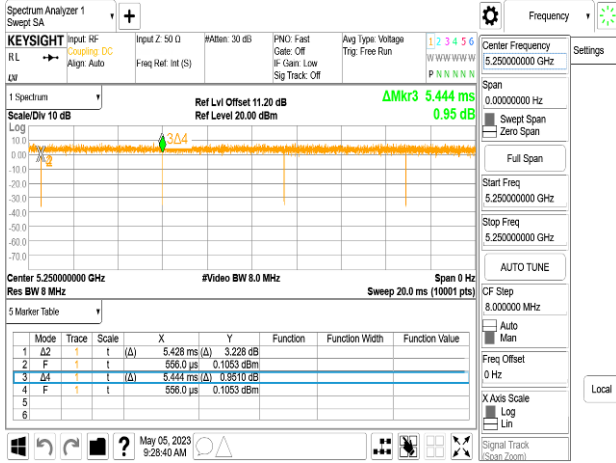 Spectrum Analyzer 1
Swept SA
Frequency
KEYSIGHT
RL
Input: RF
Coupling: DC
Align: Auto
Input Z: 50 Ω
Freq Ref: Int (S)
#Atten: 30 dB
PNO: Fast
Gate: Off
IF Gain: Low
Sig Track: Off
Avg Type: Voltage
Trig: Free Run
1 2 3 4 5 6
W W W W W W
P N N N N N
1 Spectrum
Scale/Div 10 dB
Ref Lvl Offset 11.20 dB
Ref Level 20.00 dBm
ΔMkr3 5.444 ms
0.95 dB
Log
10.0
0.00
-10.0
-20.0
-30.0
-40.0
-50.0
-60.0
-70.0
3Δ4
Center 5.250000000 GHz
Res BW 8 MHz
#Video BW 8.0 MHz
Span 0 Hz
Sweep 20.0 ms (10001 pts)
5 Marker Table
Mode Trace Scale X Y Function Function Width Function Value
1 Δ2 1 t (Δ) 5.428 ms (Δ) 3.228 dB
2 F 1 t 556.0 µs 0.1053 dBm
3 Δ4 1 t (Δ) 5.444 ms (Δ) 0.9510 dB
4 F 1 t 556.0 µs 0.1053 dBm
5
6
May 05, 2023
9:28:40 AM
Center Frequency
5.250000000 GHz
Settings
Span
0.00000000 Hz
Swept Span
Zero Span
Full Span
Start Freq
5.250000000 GHz
Stop Freq
5.250000000 GHz
AUTO TUNE
CF Step
8.000000 MHz
Auto
Man
Freq Offset
0 Hz
Local
X Axis Scale
Log
Lin
Signal Track
(Span Zoom)